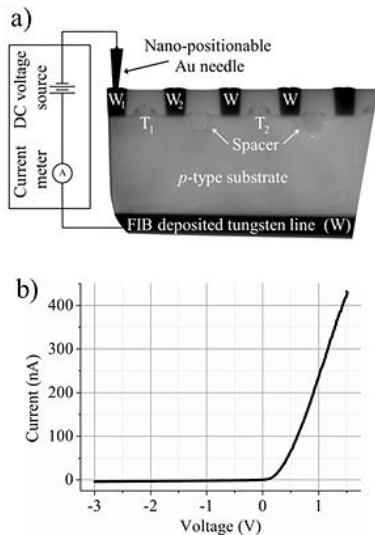 a)
Nano-positionable
Au needle
DC voltage
source
Current
meter
A
W1 W2 W W
T1 T2
Spacer
p-type substrate
FIB deposited tungsten line (W)
b)
Current (nA)
400
300
200
100
0
-3 -2 -1 0 1
Voltage (V)